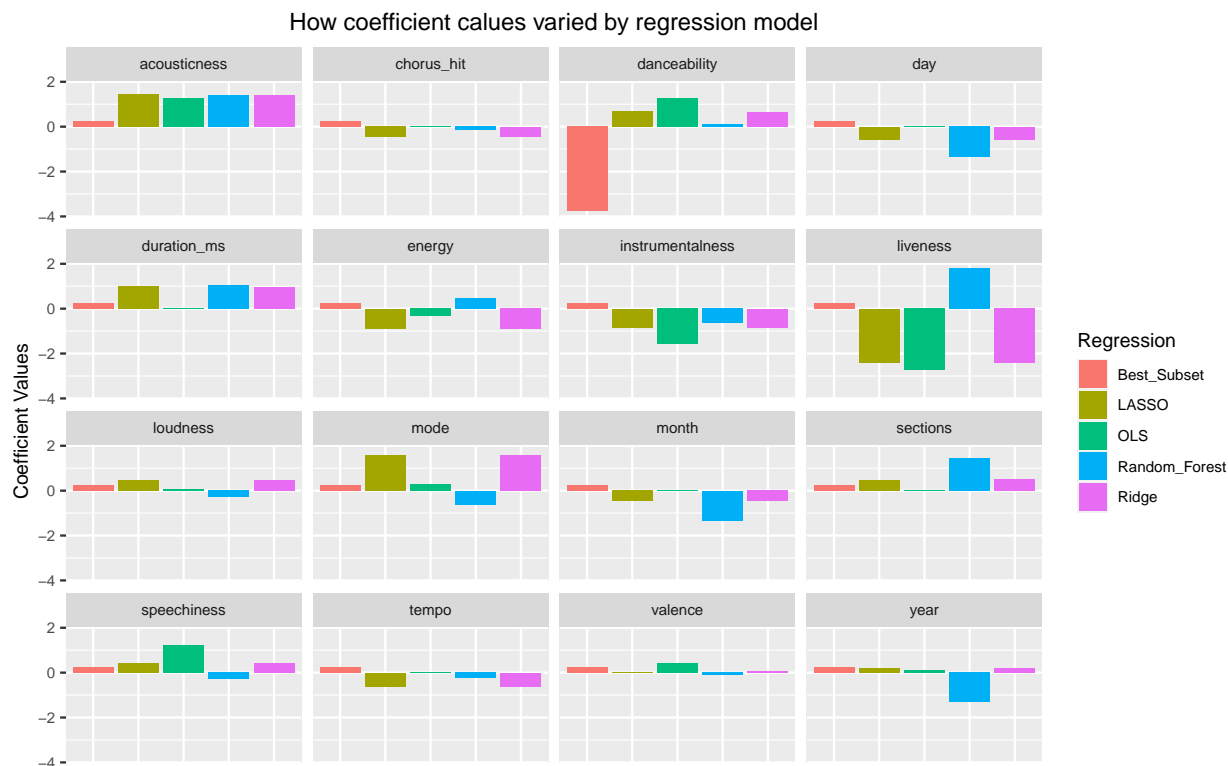 How coefficient calues varied by regression model
acousticness chorus_hit danceability day
2
0
−2
−4
duration_ms energy instrumentalness liveness
2
0
−2
−4
loudness mode month sections
2
0
−2
−4
speechiness tempo valence year
2
0
−2
−4
Coefficient Values
Regression
Best_Subset
LASSO
OLS
Random_Forest
Ridge